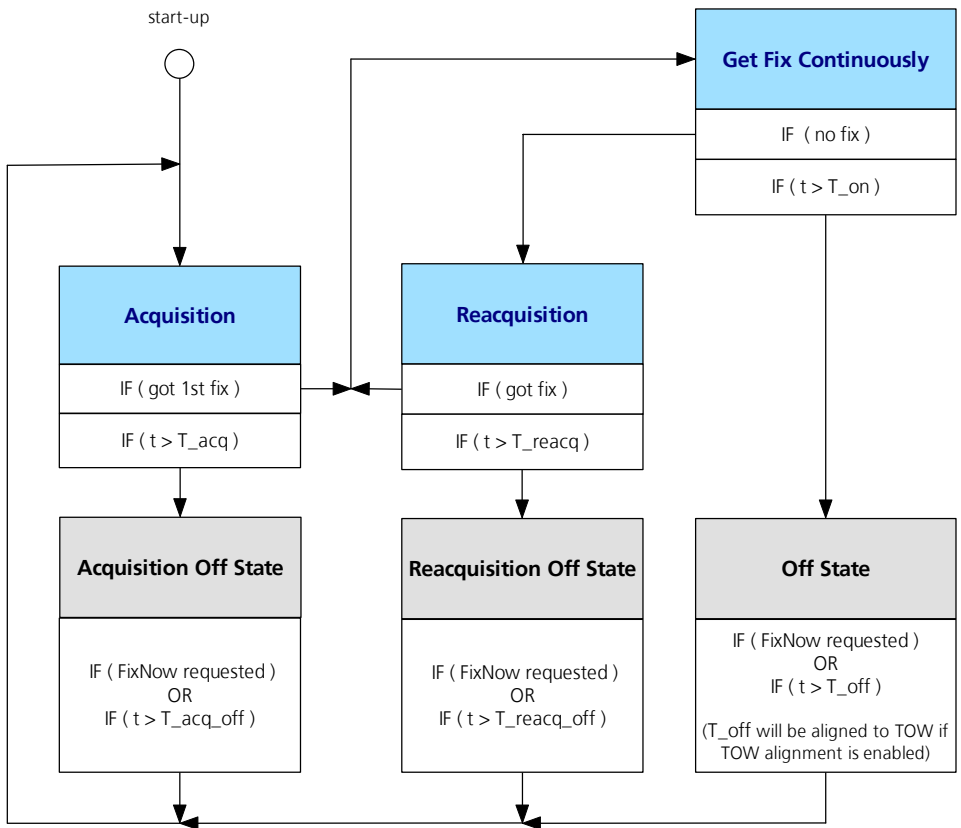 start-up
Get Fix Continuously
IF ( no fix )
IF ( t > T_on )
Acquisition
IF ( got 1st fix )
IF ( t > T_acq )
Reacquisition
IF ( got fix )
IF ( t > T_reacq )
Acquisition Off State
IF ( FixNow requested )
OR
IF ( t > T_acq_off )
Reacquisition Off State
IF ( FixNow requested )
OR
IF ( t > T_reacq_off )
Off State
IF ( FixNow requested )
OR
IF ( t > T_off )
(T_off will be aligned to TOW if
TOW alignment is enabled)